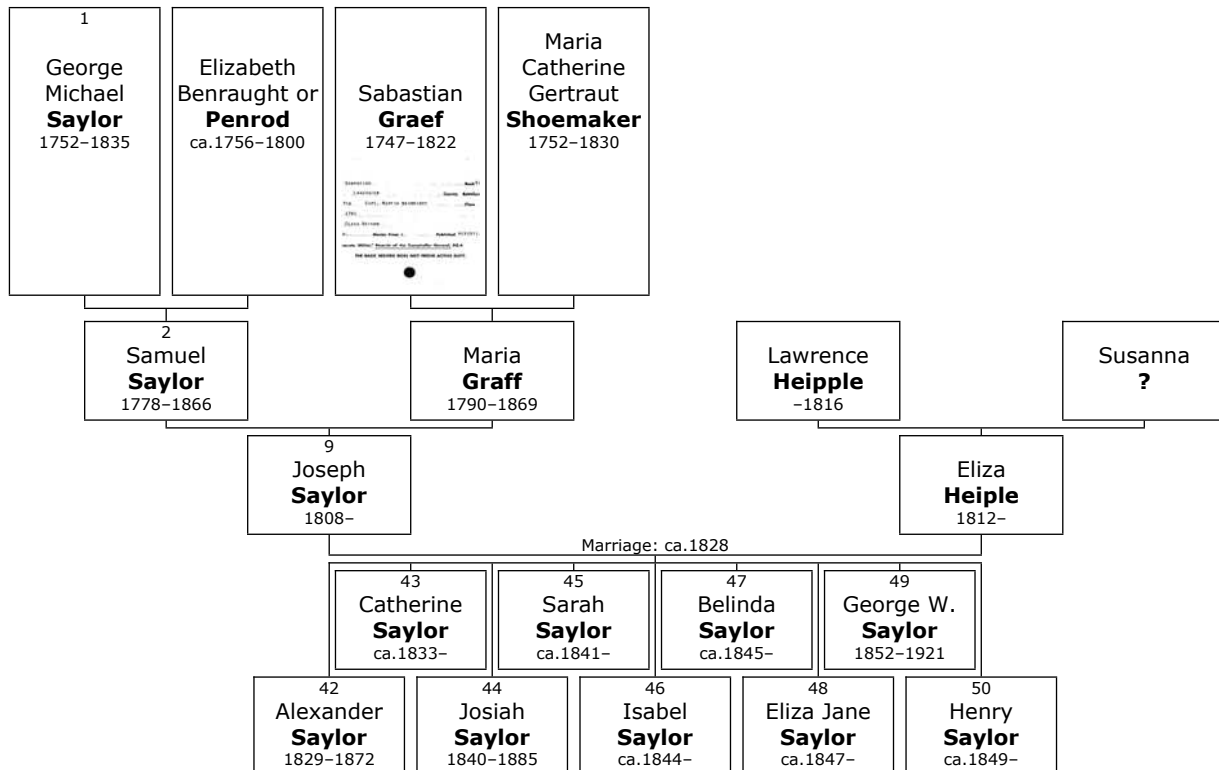 1
George
Michael
Saylor
1752–1835
Elizabeth
Benraught or
Penrod
ca.1756–1800
Sabastian
Graef
1747–1822
Maria
Catherine
Gertraut
Shoemaker
1752–1830
2
Samuel
Saylor
1778–1866
Maria
Graff
1790–1869
Lawrence
Heipple
–1816
Susanna
?
9
Joseph
Saylor
1808–
Eliza
Heiple
1812–
Marriage: ca.1828
43
Catherine
Saylor
ca.1833–
45
Sarah
Saylor
ca.1841–
47
Belinda
Saylor
ca.1845–
49
George W.
Saylor
1852–1921
42
Alexander
Saylor
1829–1872
44
Josiah
Saylor
1840–1885
46
Isabel
Saylor
ca.1844–
48
Eliza Jane
Saylor
ca.1847–
50
Henry
Saylor
ca.1849–